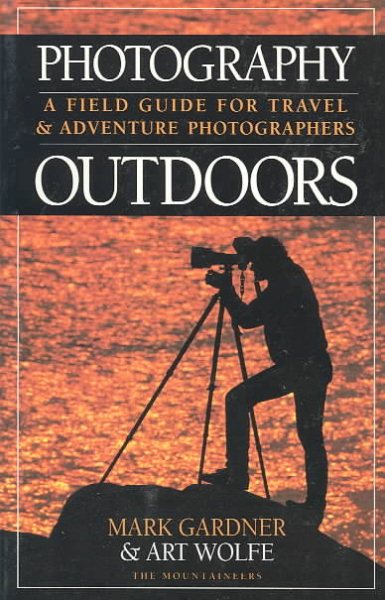 PHOTOGRAPHY
A FIELD GUIDE FOR TRAVEL
& ADVENTURE PHOTOGRAPHERS
OUTDOORS
MARK GARDNER
& ART WOLFE
THE MOUNTAINEERS